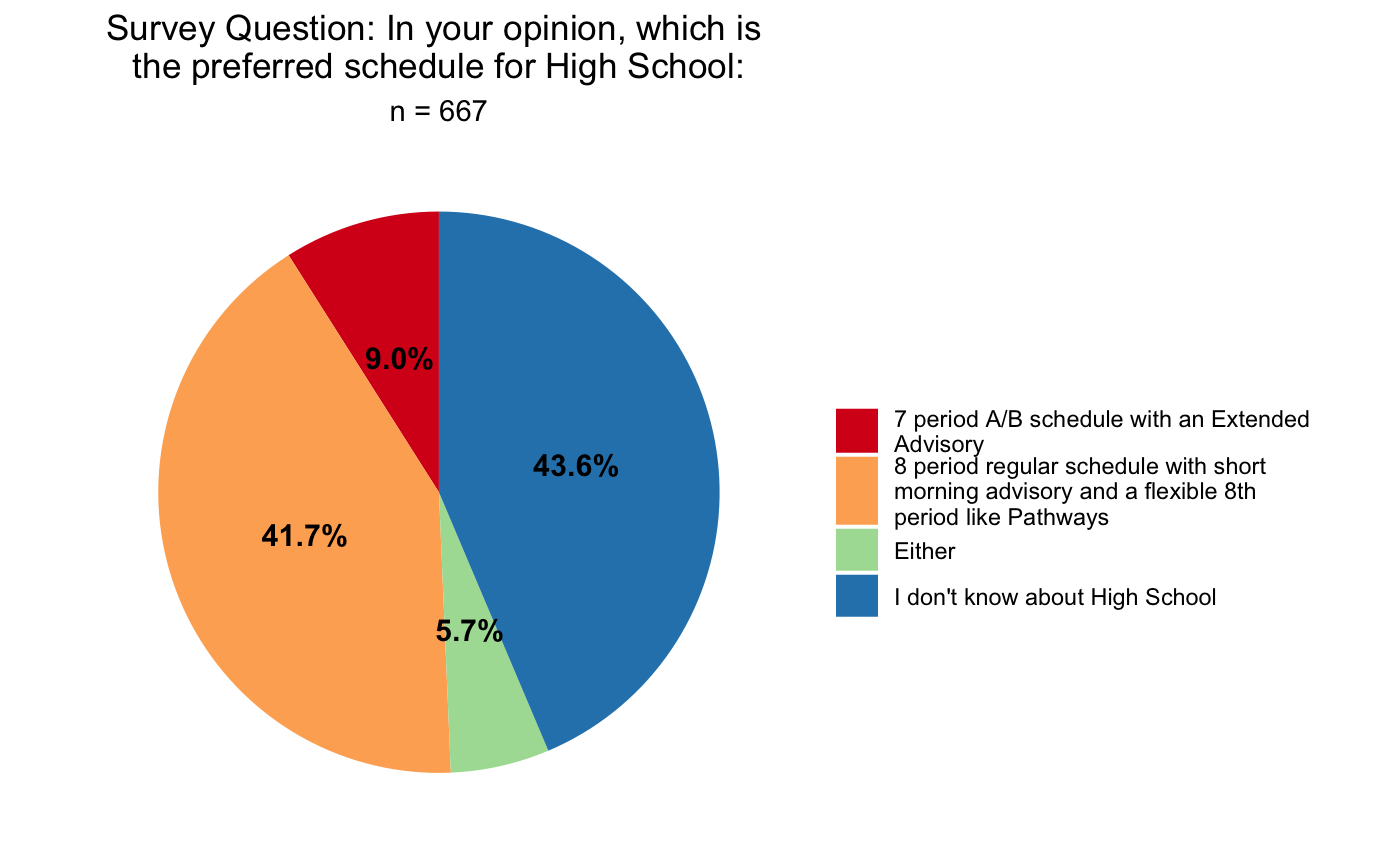 Survey Question: In your opinion, which is
the preferred schedule for High School:
n = 667
9.0%
43.6%
41.7%
5.7%
7 period A/B schedule with an Extended
Advisory
8 period regular schedule with short
morning advisory and a flexible 8th
period like Pathways
Either
I don't know about High School